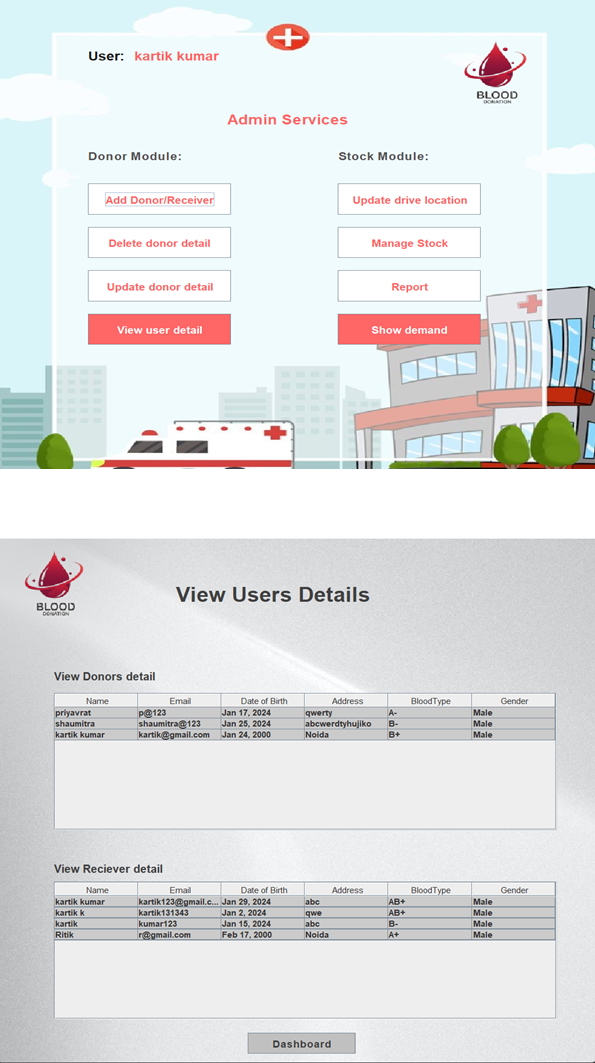 User: kartik kumar
BLOOD
DONATION
Admin Services
Donor Module: Stock Module:
Add Donor/Receiver Update drive location
Delete donor detail Manage Stock
Update donor detail Report
View user detail Show demand
BLOOD
DONATION
View Users Details
View Donors detail
Name Email Date of Birth Address BloodType Gender
priyavrat p@123 Jan 17, 2024 qwerty A- Male
shaumitra shaumitra@123 Jan 25, 2024 abcwerdtyhujiko B- Male
kartik kumar kartik@gmail.com Jan 24, 2000 Noida B+ Male
View Reciever detail
Name Email Date of Birth Address BloodType Gender
kartik kumar kartik123@gmail.c... Jan 29, 2024 abc AB+ Male
kartik k kartik131343 Jan 2, 2024 qwe AB+ Male
kartik kumar123 Jan 15, 2024 abc B- Male
Ritik r@gmail.com Feb 17, 2000 Noida A+ Male
Dashboard